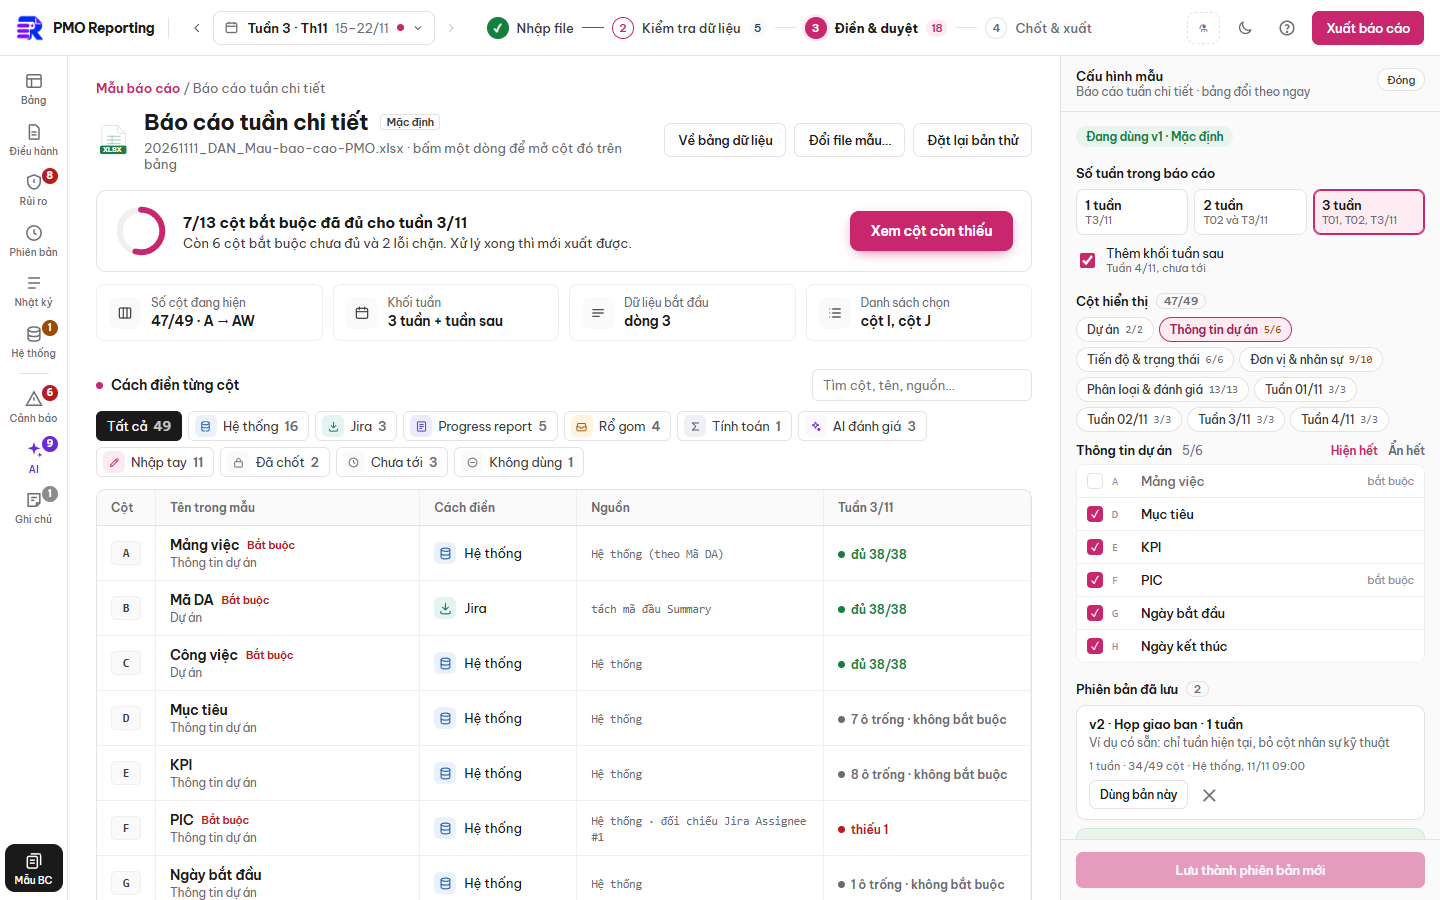 PMO Reporting
Tuần 3 · Th11 15–22/11
Nhập file
2 Kiểm tra dữ liệu 5
3 Điền & duyệt 18
4 Chốt & xuất
Xuất báo cáo
Bảng
Điều hành
8
Rủi ro
Phiên bản
Nhật ký
1
Hệ thống
6
Cảnh báo
9
AI
1
Ghi chú
Mẫu BC
Mẫu báo cáo / Báo cáo tuần chi tiết
XLSX
Báo cáo tuần chi tiết Mặc định
20261111_DAN_Mau-bao-cao-PMO.xlsx · bấm một dòng để mở cột đó trên
bảng
Về bảng dữ liệu
Đổi file mẫu...
Đặt lại bản thử
7/13 cột bắt buộc đã đủ cho tuần 3/11
Còn 6 cột bắt buộc chưa đủ và 2 lỗi chặn. Xử lý xong thì mới xuất được.
Xem cột còn thiếu
Số cột đang hiện
47/49 · A → AW
Khối tuần
3 tuần + tuần sau
Dữ liệu bắt đầu
dòng 3
Danh sách chọn
cột I, cột J
Cách điền từng cột
Tìm cột, tên, nguồn...
Tất cả 49
Hệ thống 16
Jira 3
Progress report 5
Rổ gom 4
Tính toán 1
AI đánh giá 3
Nhập tay 11
Đã chốt 2
Chưa tới 3
Không dùng 1
Cột Tên trong mẫu Cách điền Nguồn Tuần 3/11
A Mảng việc Bắt buộc
Thông tin dự án
Hệ thống
Hệ thống (theo Mã DA)
đủ 38/38
B Mã DA Bắt buộc
Dự án
Jira
tách mã đầu Summary
đủ 38/38
C Công việc Bắt buộc
Dự án
Hệ thống
Hệ thống
đủ 38/38
D Mục tiêu
Thông tin dự án
Hệ thống
Hệ thống
7 ô trống · không bắt buộc
E KPI
Thông tin dự án
Hệ thống
Hệ thống
8 ô trống · không bắt buộc
F PIC Bắt buộc
Thông tin dự án
Hệ thống
Hệ thống · đối chiếu Jira Assignee
#1
thiếu 1
G Ngày bắt đầu
Thông tin dự án
Hệ thống
Hệ thống
1 ô trống · không bắt buộc
Cấu hình mẫu
Báo cáo tuần chi tiết · bảng đổi theo ngay
Đóng
Đang dùng v1 · Mặc định
Số tuần trong báo cáo
1 tuần
T3/11
2 tuần
T02 và T3/11
3 tuần
T01, T02, T3/11
Thêm khối tuần sau
Tuần 4/11, chưa tới
Cột hiển thị 47/49
Dự án 2/2
Thông tin dự án 5/6
Tiến độ & trạng thái 6/6
Đơn vị & nhân sự 9/10
Phân loại & đánh giá 13/13
Tuần 01/11 3/3
Tuần 02/11 3/3
Tuần 3/11 3/3
Tuần 4/11 3/3
Thông tin dự án 5/6
Hiện hết Ẩn hết
A Mảng việc bắt buộc
D Mục tiêu
E KPI
F PIC bắt buộc
G Ngày bắt đầu
H Ngày kết thúc
Phiên bản đã lưu 2
v2 · Họp giao ban · 1 tuần
Ví dụ có sẵn: chỉ tuần hiện tại, bỏ cột nhân sự kỹ thuật
1 tuần · 34/49 cột · Hệ thống, 11/11 09:00
Dùng bản này
Lưu thành phiên bản mới